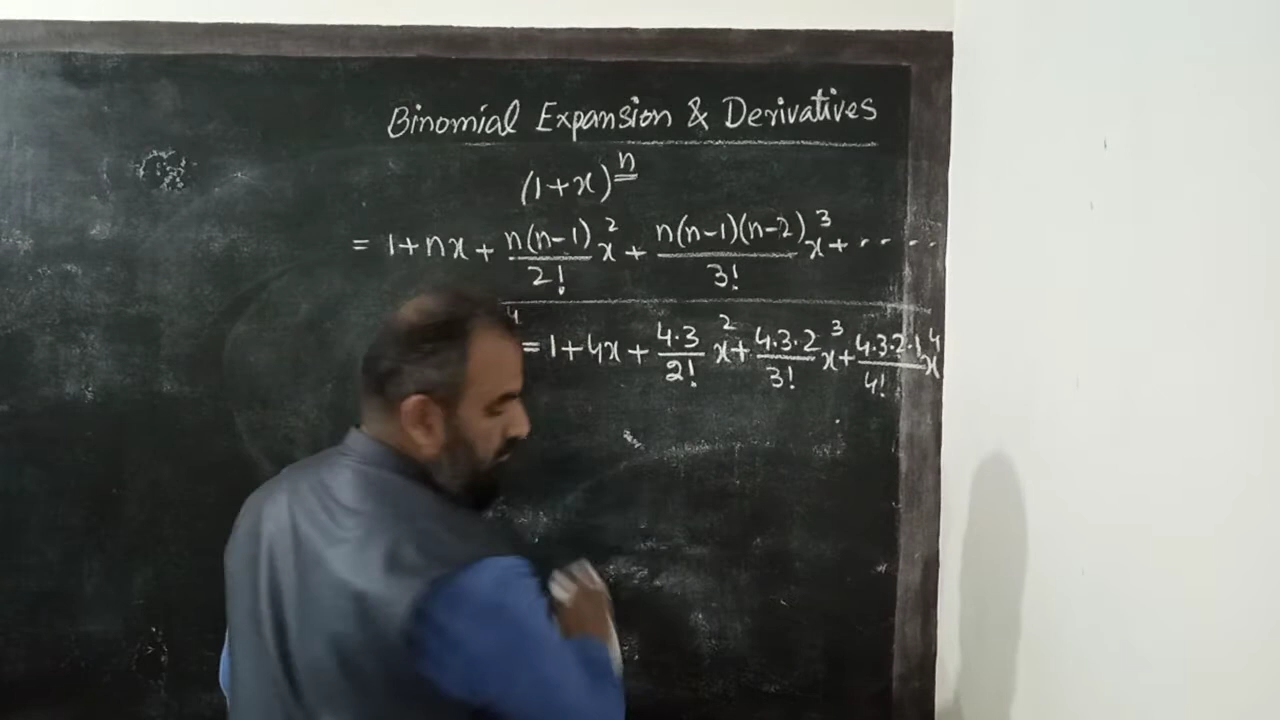 Binomial Expansion & Derivatives
(1+x)^n
= 1+nx+ n(n-1)/2! x^2 + n(n-1)(n-2)/3! x^3 + ....
4 = 1+4x+ 4·3/2! x^2 + 4·3·2/3! x^3 + 4·3·2·1/4! x^4